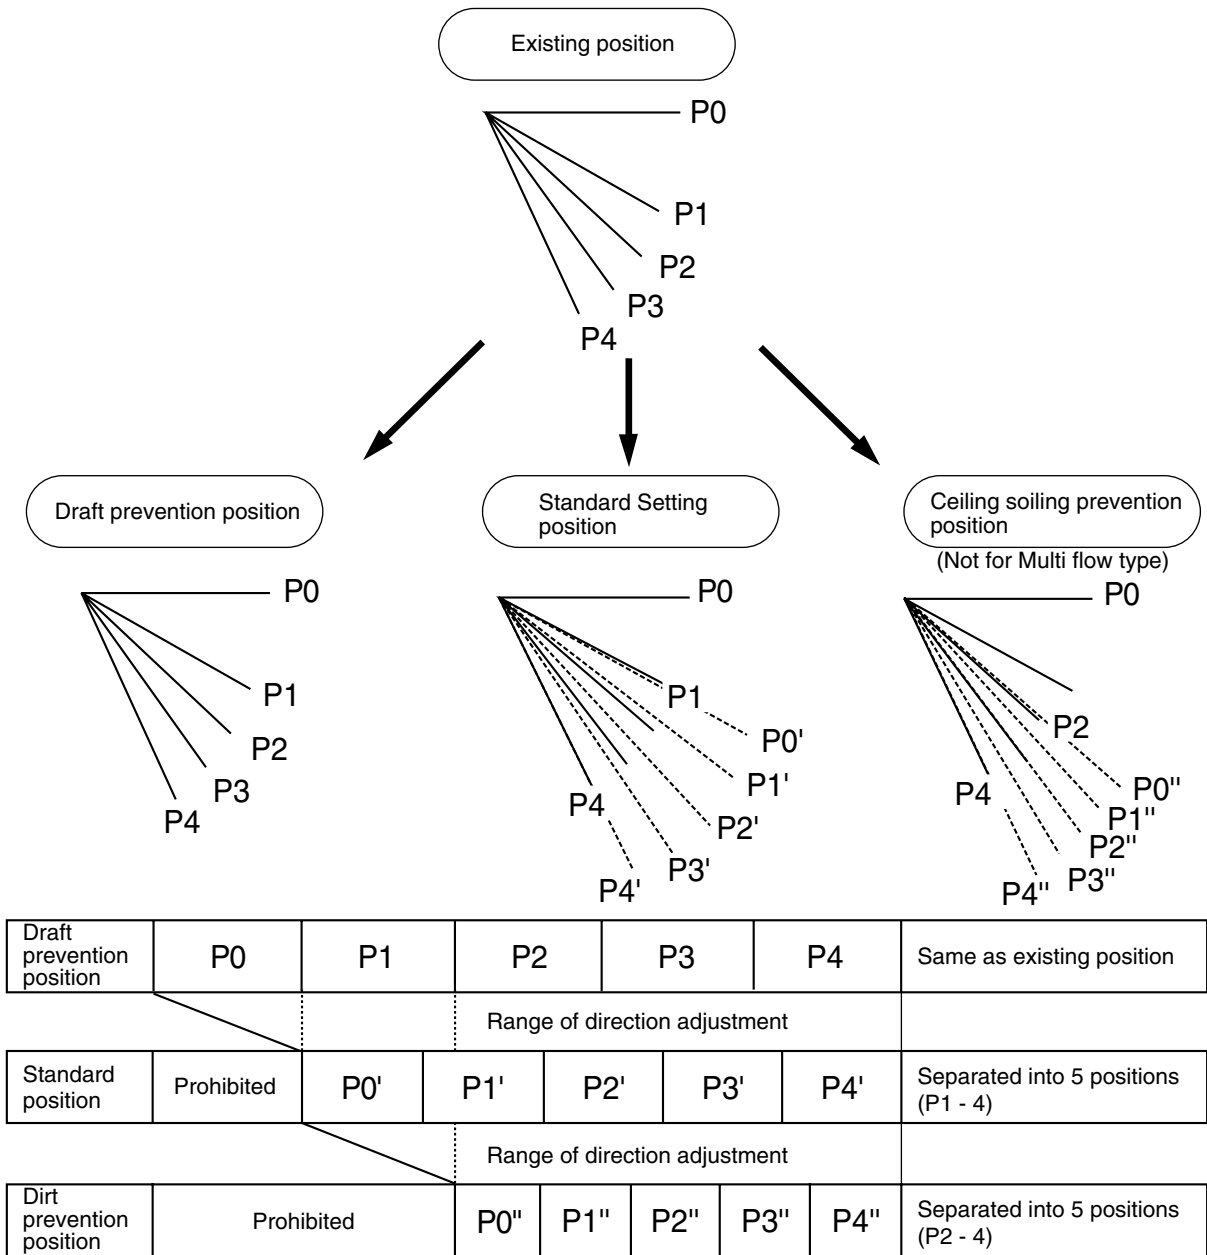 Existing position
P0
P1
P2
P3
P4
Draft prevention position
Standard Setting
position
Ceiling soiling prevention
position
(Not for Multi flow type)
P0
P1
P2
P3
P4
P0
P1
P0'
P1'
P4
P2'
P3'
P4'
P0
P2
P0"
P4
P1"
P2"
P3"
P4"
Draft
prevention
position
P0
P1
P2
P3
P4
Same as existing position
Range of direction adjustment
Standard
position
Prohibited
P0'
P1'
P2'
P3'
P4'
Separated into 5 positions
(P1 - 4)
Range of direction adjustment
Dirt
prevention
position
Prohibited
P0"
P1"
P2"
P3"
P4"
Separated into 5 positions
(P2 - 4)